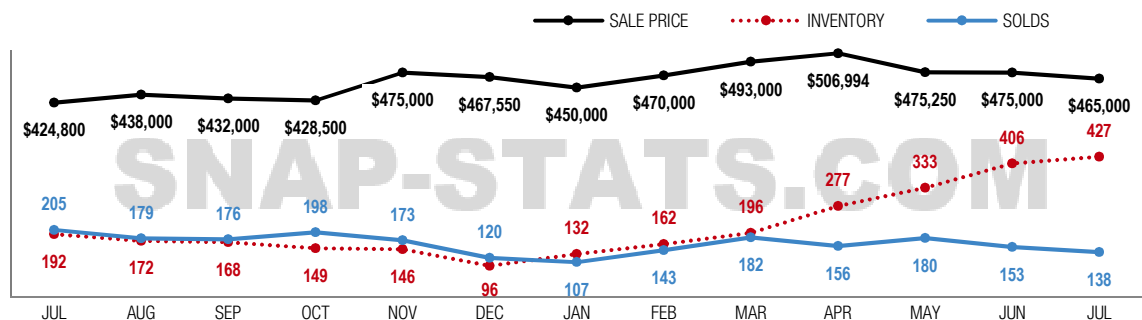 SALE PRICE INVENTORY SOLDS
$424,800 $438,000 $432,000 $428,500 $475,000 $467,550 $450,000 $470,000 $493,000 $506,994 $475,250 $475,000 $465,000
SNAP-STATS.COM
205 179 176 198 173 120 132 162 196 277 333 406 427
192 172 168 149 146 96 107 143 182 156 180 153 138
JUL AUG SEP OCT NOV DEC JAN FEB MAR APR MAY JUN JUL